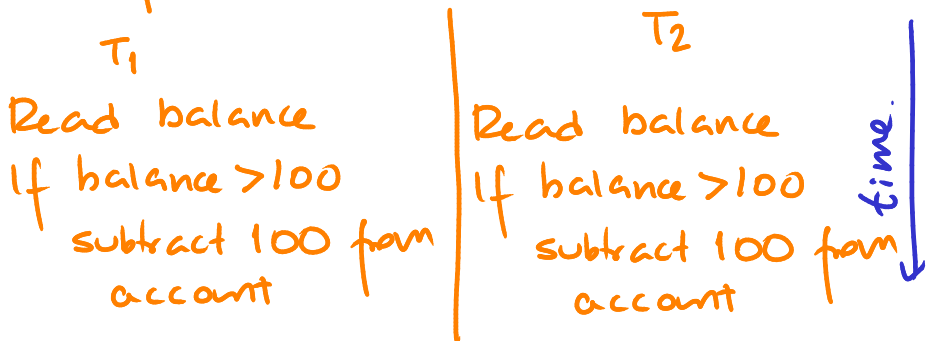 T1
Read balance
If balance >100
subtract 100 from
account
T2
Read balance
If balance >100
subtract 100 from
account
time.